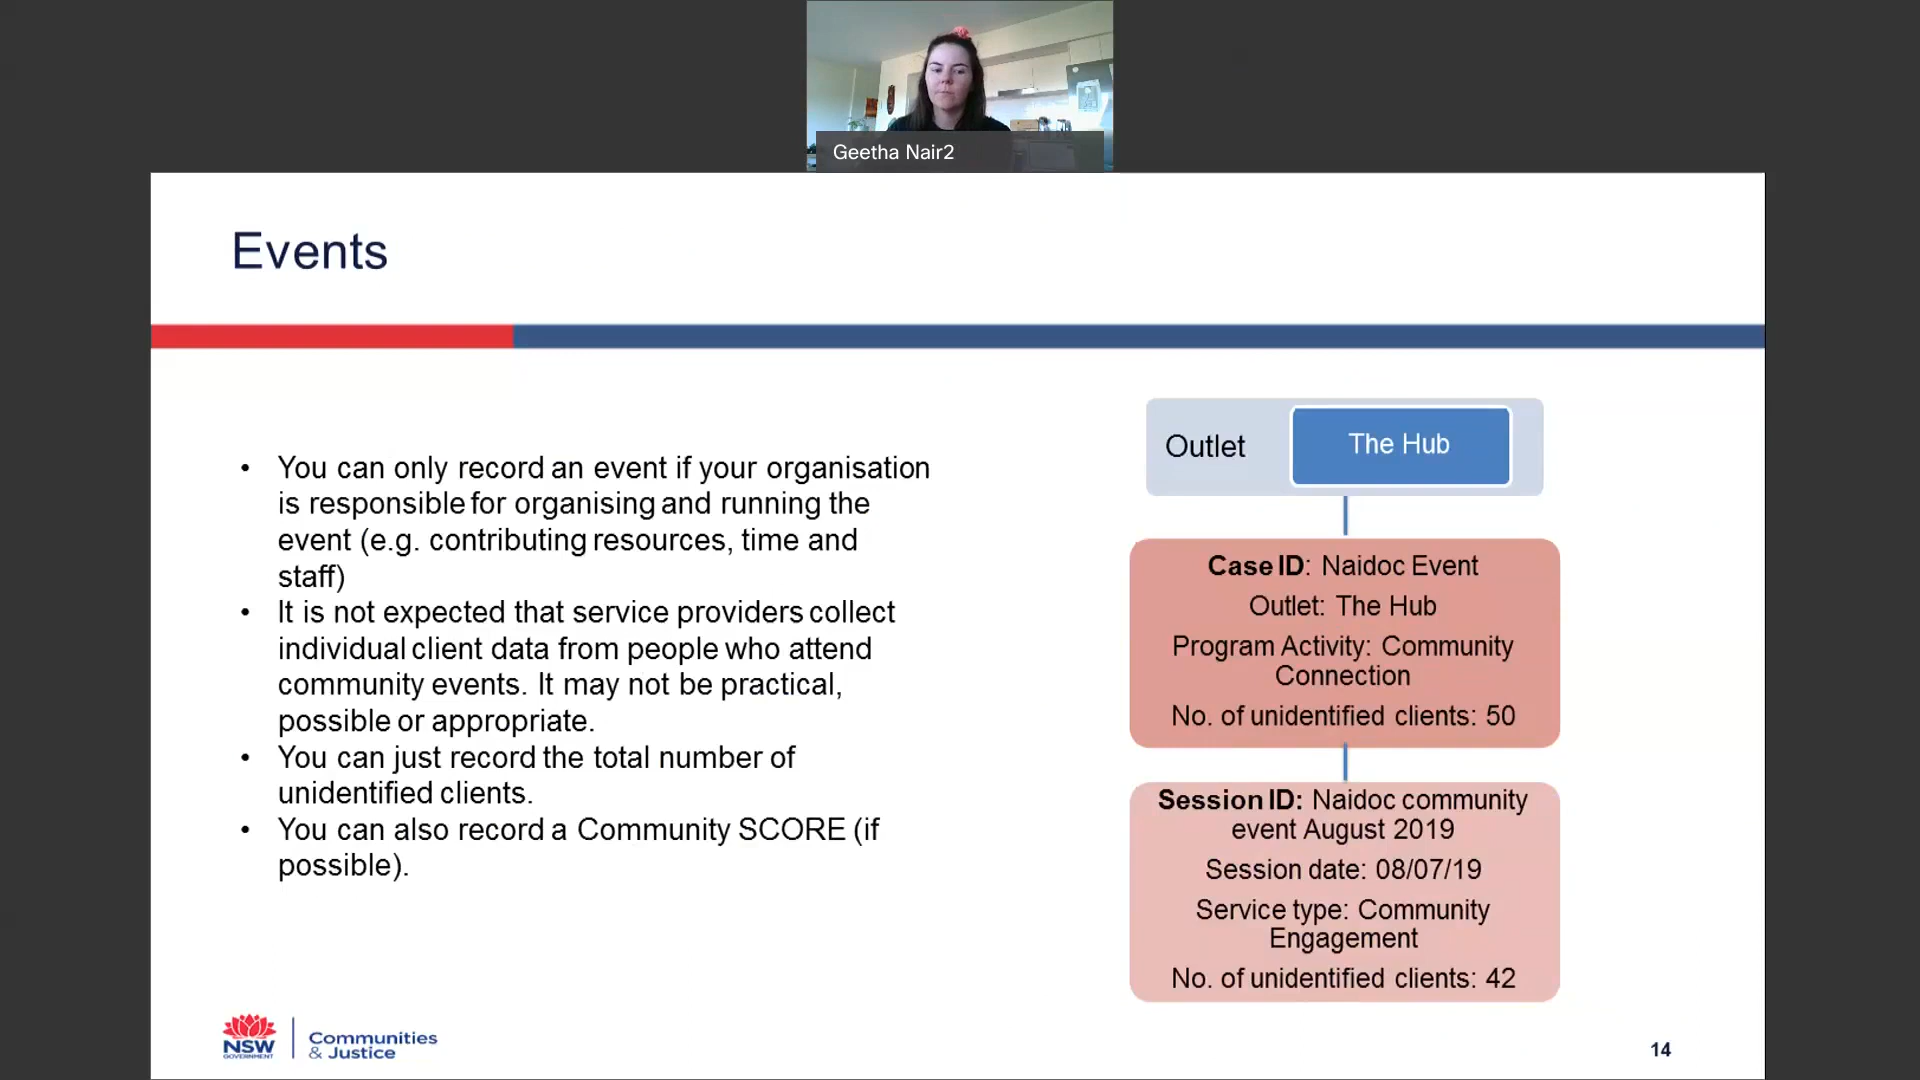 Geetha Nair2
Events
• You can only record an event if your organisation
is responsible for organising and running the
event (e.g. contributing resources, time and
staff)
• It is not expected that service providers collect
individual client data from people who attend
community events. It may not be practical,
possible or appropriate.
• You can just record the total number of
unidentified clients.
• You can also record a Community SCORE (if
possible).
Outlet
The Hub
Case ID: Naidoc Event
Outlet: The Hub
Program Activity: Community
Connection
No. of unidentified clients: 50
Session ID: Naidoc community
event August 2019
Session date: 08/07/19
Service type: Community
Engagement
No. of unidentified clients: 42
NSW
GOVERNMENT
Communities
& Justice
14